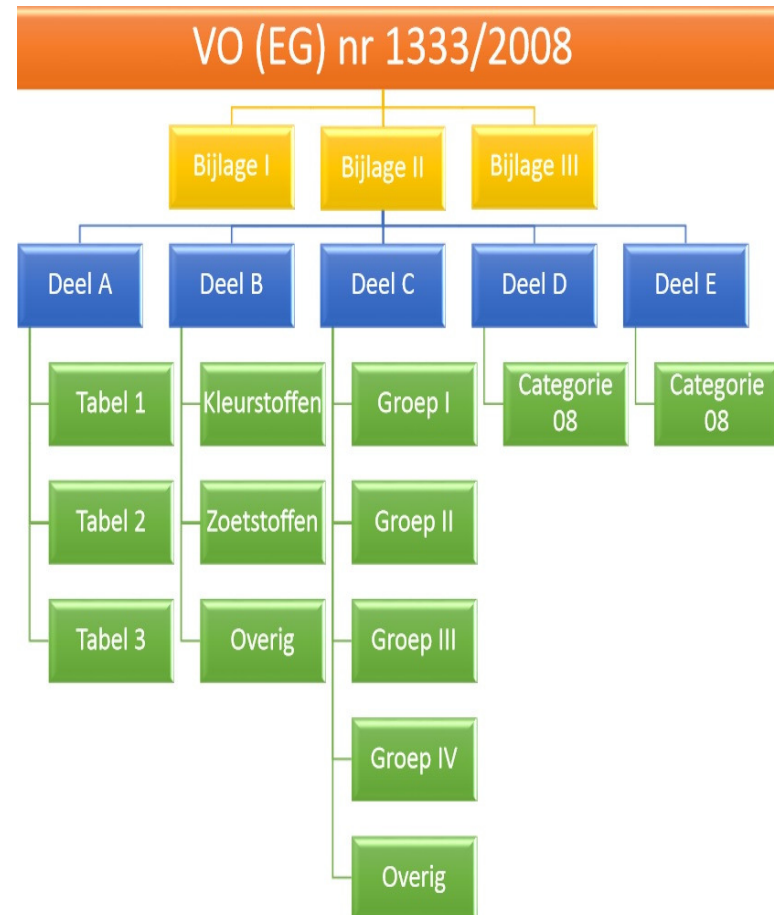 VO (EG) nr 1333/2008
Bijlage I
Bijlage II
Bijlage III
Deel A
Deel B
Deel C
Deel D
Deel E
Tabel 1
Tabel 2
Tabel 3
Kleurstoffen
Zoetstoffen
Overig
Groep I
Groep II
Groep III
Groep IV
Overig
Categorie
08
Categorie
08